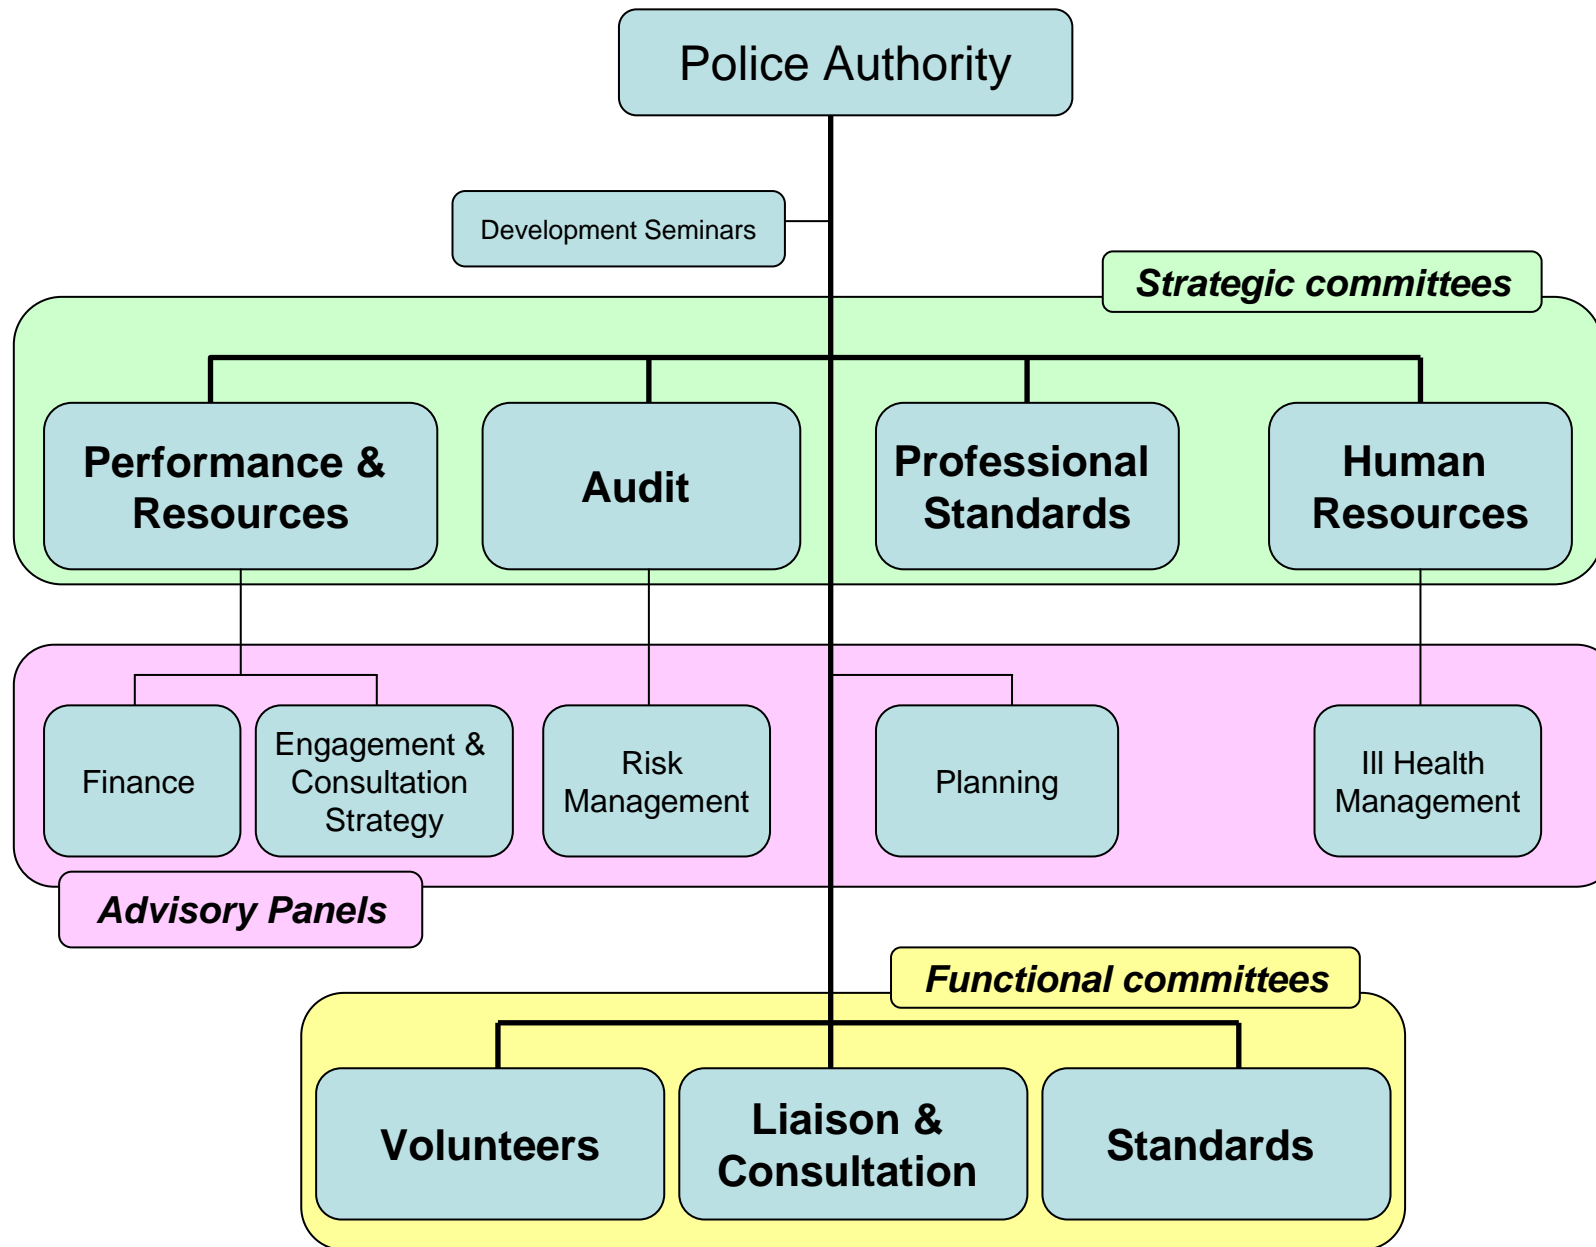 Police Authority
Development Seminars
Strategic committees
Performance &
Resources
Audit
Professional
Standards
Human
Resources
Finance
Engagement &
Consultation
Strategy
Risk
Management
Planning
Ill Health
Management
Advisory Panels
Functional committees
Volunteers
Liaison &
Consultation
Standards